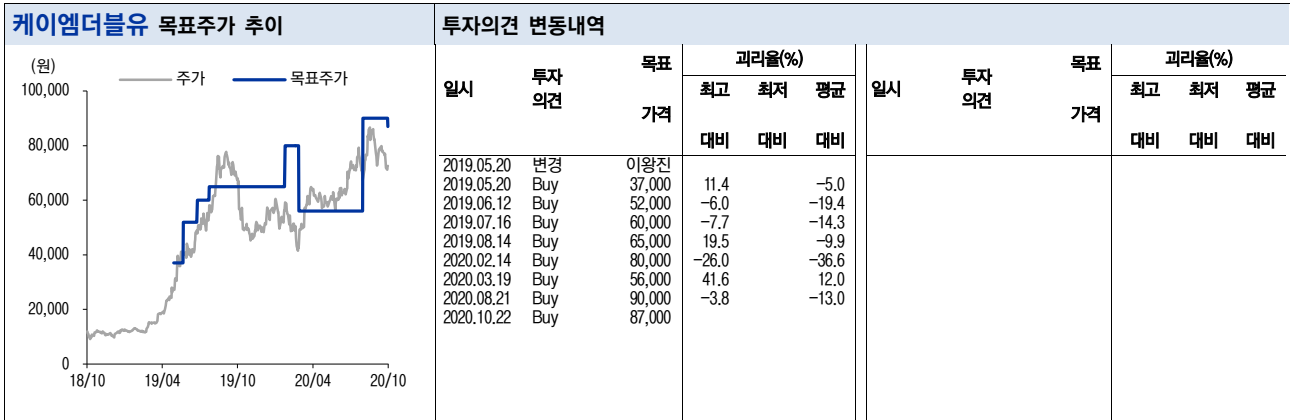 케이엠더블유 목표주가 추이
(원)
주가 목표주가
100,000
80,000
60,000
40,000
20,000
0
18/10 19/04 19/10 20/04 20/10
투자의견 변동내역
일시 투자의견 목표가격 괴리율(%)
최고대비 최저대비 평균대비
2019.05.20 변경 이왕진
2019.05.20 Buy 37,000 11.4 -5.0
2019.06.12 Buy 52,000 -6.0 -19.4
2019.07.16 Buy 60,000 -7.7 -14.3
2019.08.14 Buy 65,000 19.5 -9.9
2020.02.14 Buy 80,000 -26.0 -36.6
2020.03.19 Buy 56,000 41.6 12.0
2020.08.21 Buy 90,000 -3.8 -13.0
2020.10.22 Buy 87,000
일시 투자의견 목표가격 괴리율(%)
최고대비 최저대비 평균대비